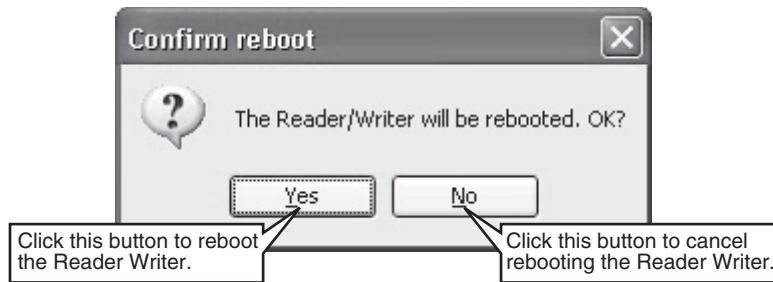 Confirm reboot
The Reader/Writer will be rebooted. OK?
Yes
No
Click this button to reboot
the Reader Writer.
Click this button to cancel
rebooting the Reader Writer.